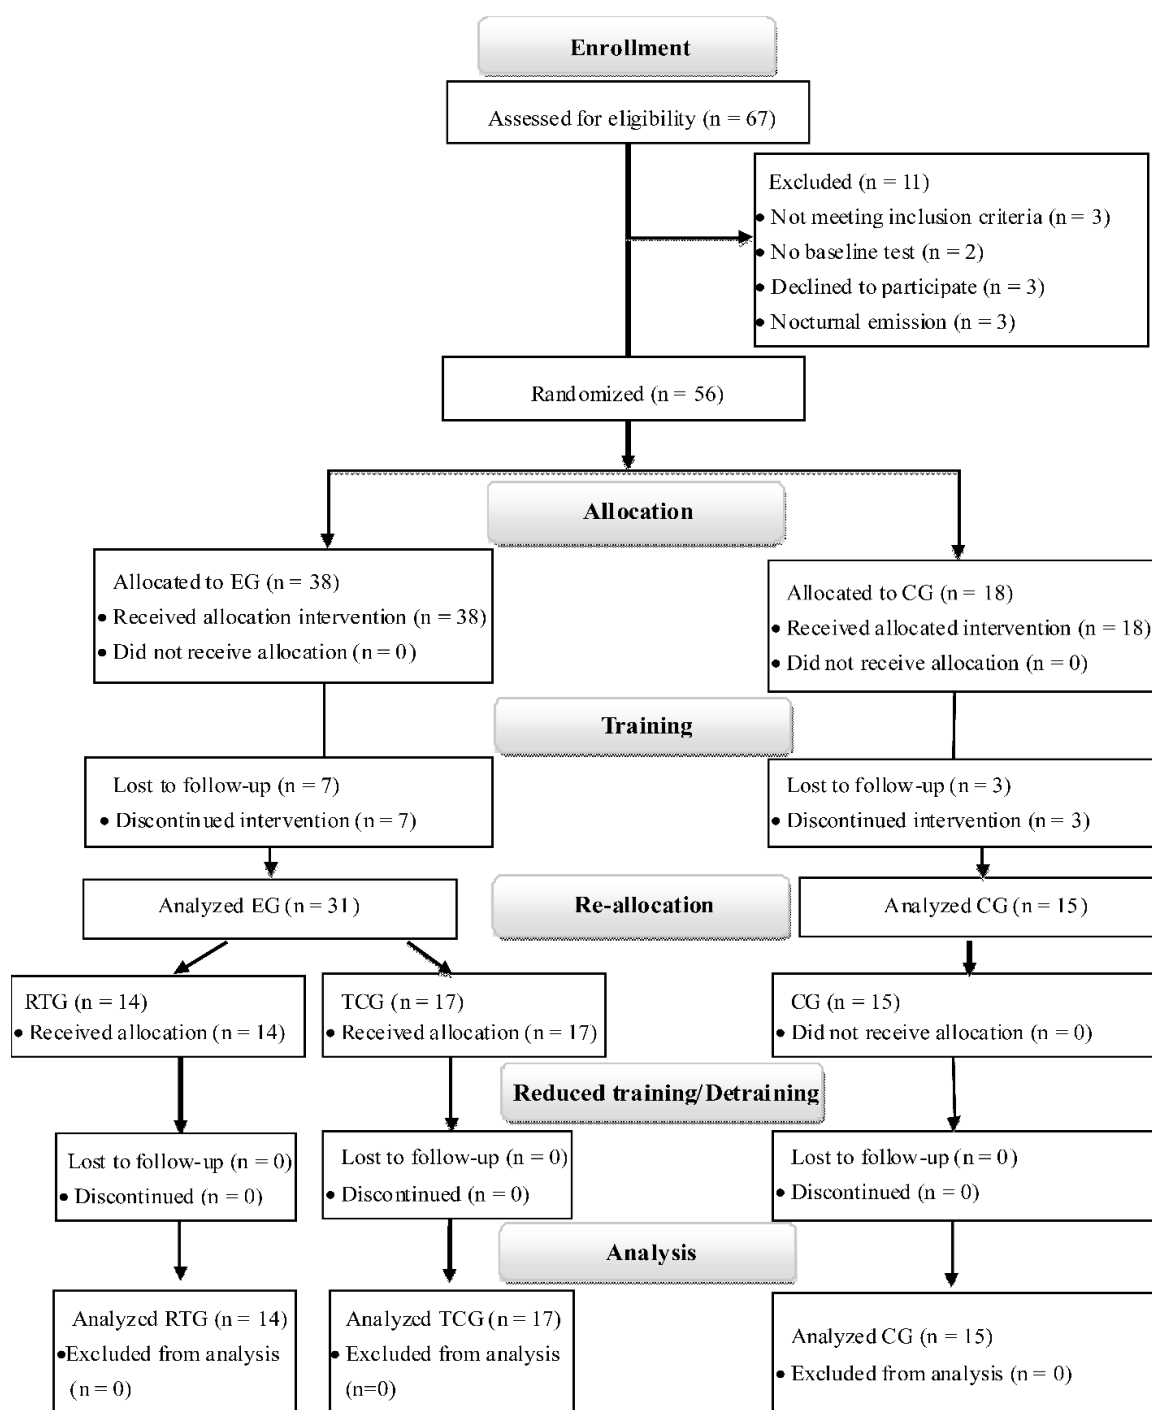 Enrollment
Assessed for eligibility (n = 67)
Excluded (n = 11)
• Not meeting inclusion criteria (n = 3)
• No baseline test (n = 2)
• Declined to participate (n = 3)
• Nocturnal emission (n = 3)
Randomized (n = 56)
Allocation
Allocated to EG (n = 38)
• Received allocation intervention (n = 38)
• Did not receive allocation (n = 0)
Allocated to CG (n = 18)
• Received allocated intervention (n = 18)
• Did not receive allocation (n = 0)
Training
Lost to follow-up (n = 7)
• Discontinued intervention (n = 7)
Lost to follow-up (n = 3)
• Discontinued intervention (n = 3)
Analyzed EG (n = 31)
Re-allocation
Analyzed CG (n = 15)
RTG (n = 14)
• Received allocation (n = 14)
TCG (n = 17)
• Received allocation (n = 17)
CG (n = 15)
• Did not receive allocation (n = 0)
Reduced training/Detraining
Lost to follow-up (n = 0)
• Discontinued (n = 0)
Lost to follow-up (n = 0)
• Discontinued (n = 0)
Lost to follow-up (n = 0)
• Discontinued (n = 0)
Analysis
Analyzed RTG (n = 14)
•Excluded from analysis
(n = 0)
Analyzed TCG (n = 17)
• Excluded from analysis
(n=0)
Analyzed CG (n = 15)
• Excluded from analysis (n = 0)